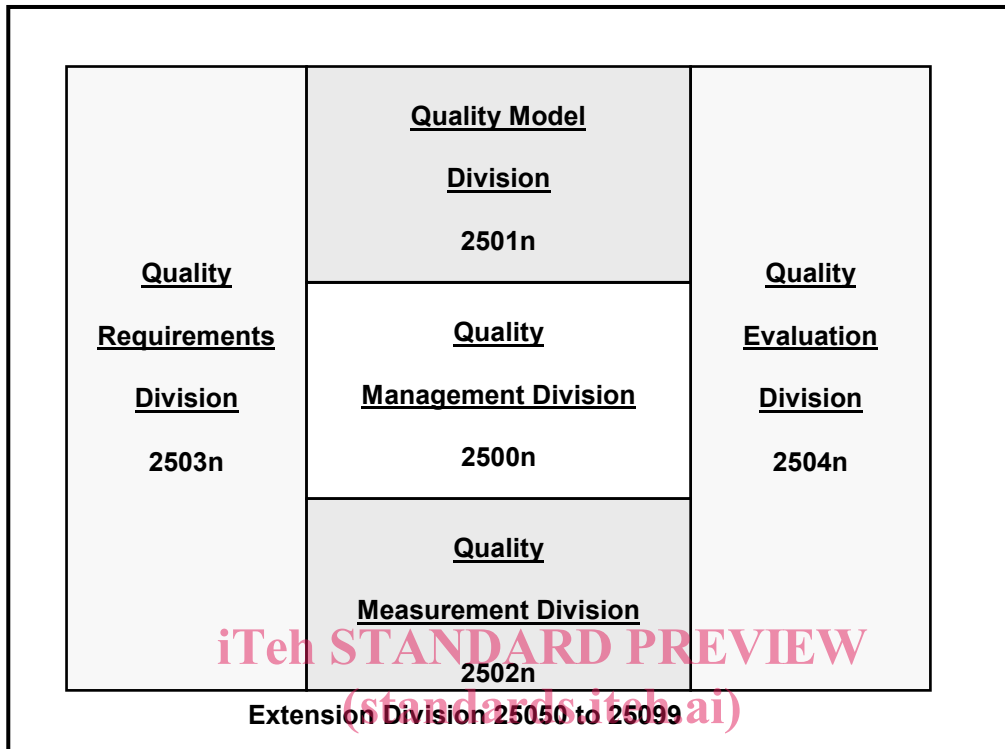 Quality Model
Division
2501n
Quality
Requirements
Division
2503n
Quality
Management Division
2500n
Quality
Evaluation
Division
2504n
Quality
Measurement Division
2502n
iTeh STANDARD PREVIEW
(standards.iteh.ai)
Extension Division 25050 to 25099